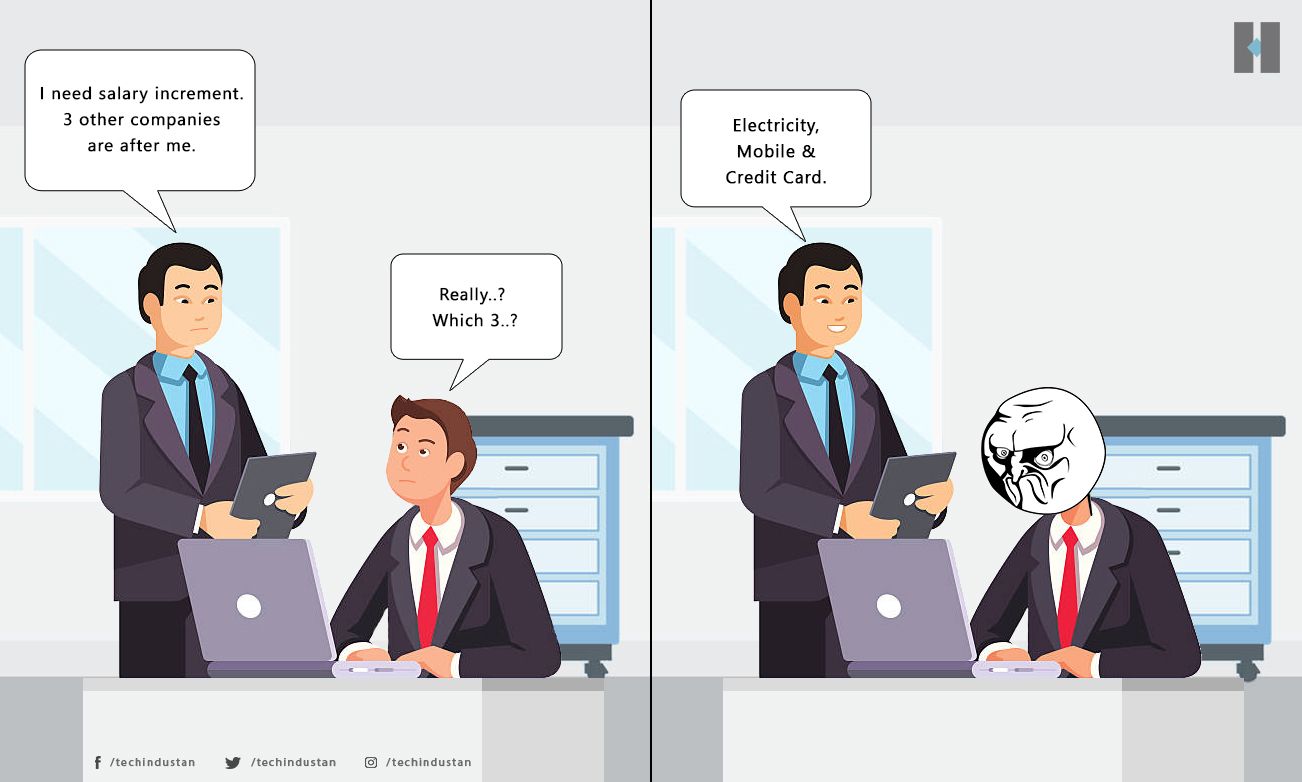 I need salary increment.
3 other companies
are after me.
Really..?
Which 3..?
Electricity,
Mobile &
Credit Card.
/techindustan
/techindustan
/techindustan